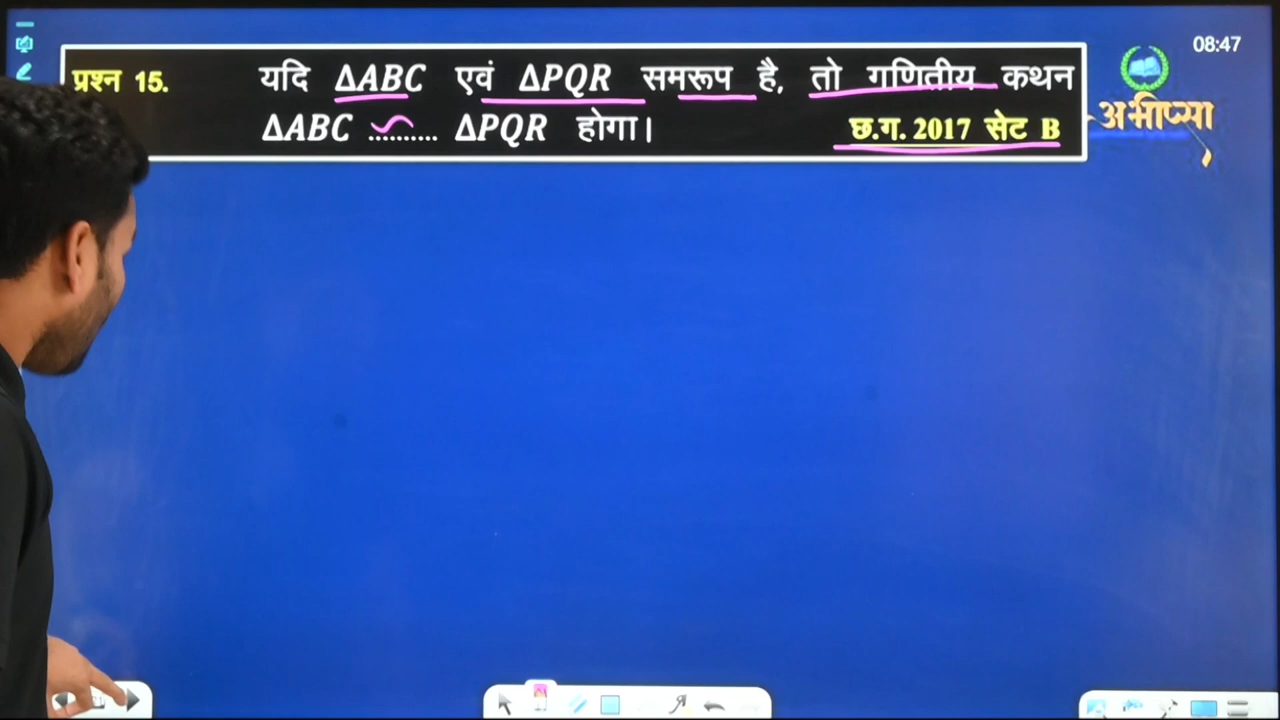 08:47
प्रश्न 15. यदि ΔABC एवं ΔPQR समरूप है, तो गणितीय कथन
ΔABC ~ .......... ΔPQR होगा। छ.ग. 2017 सेट B
अभीप्सा